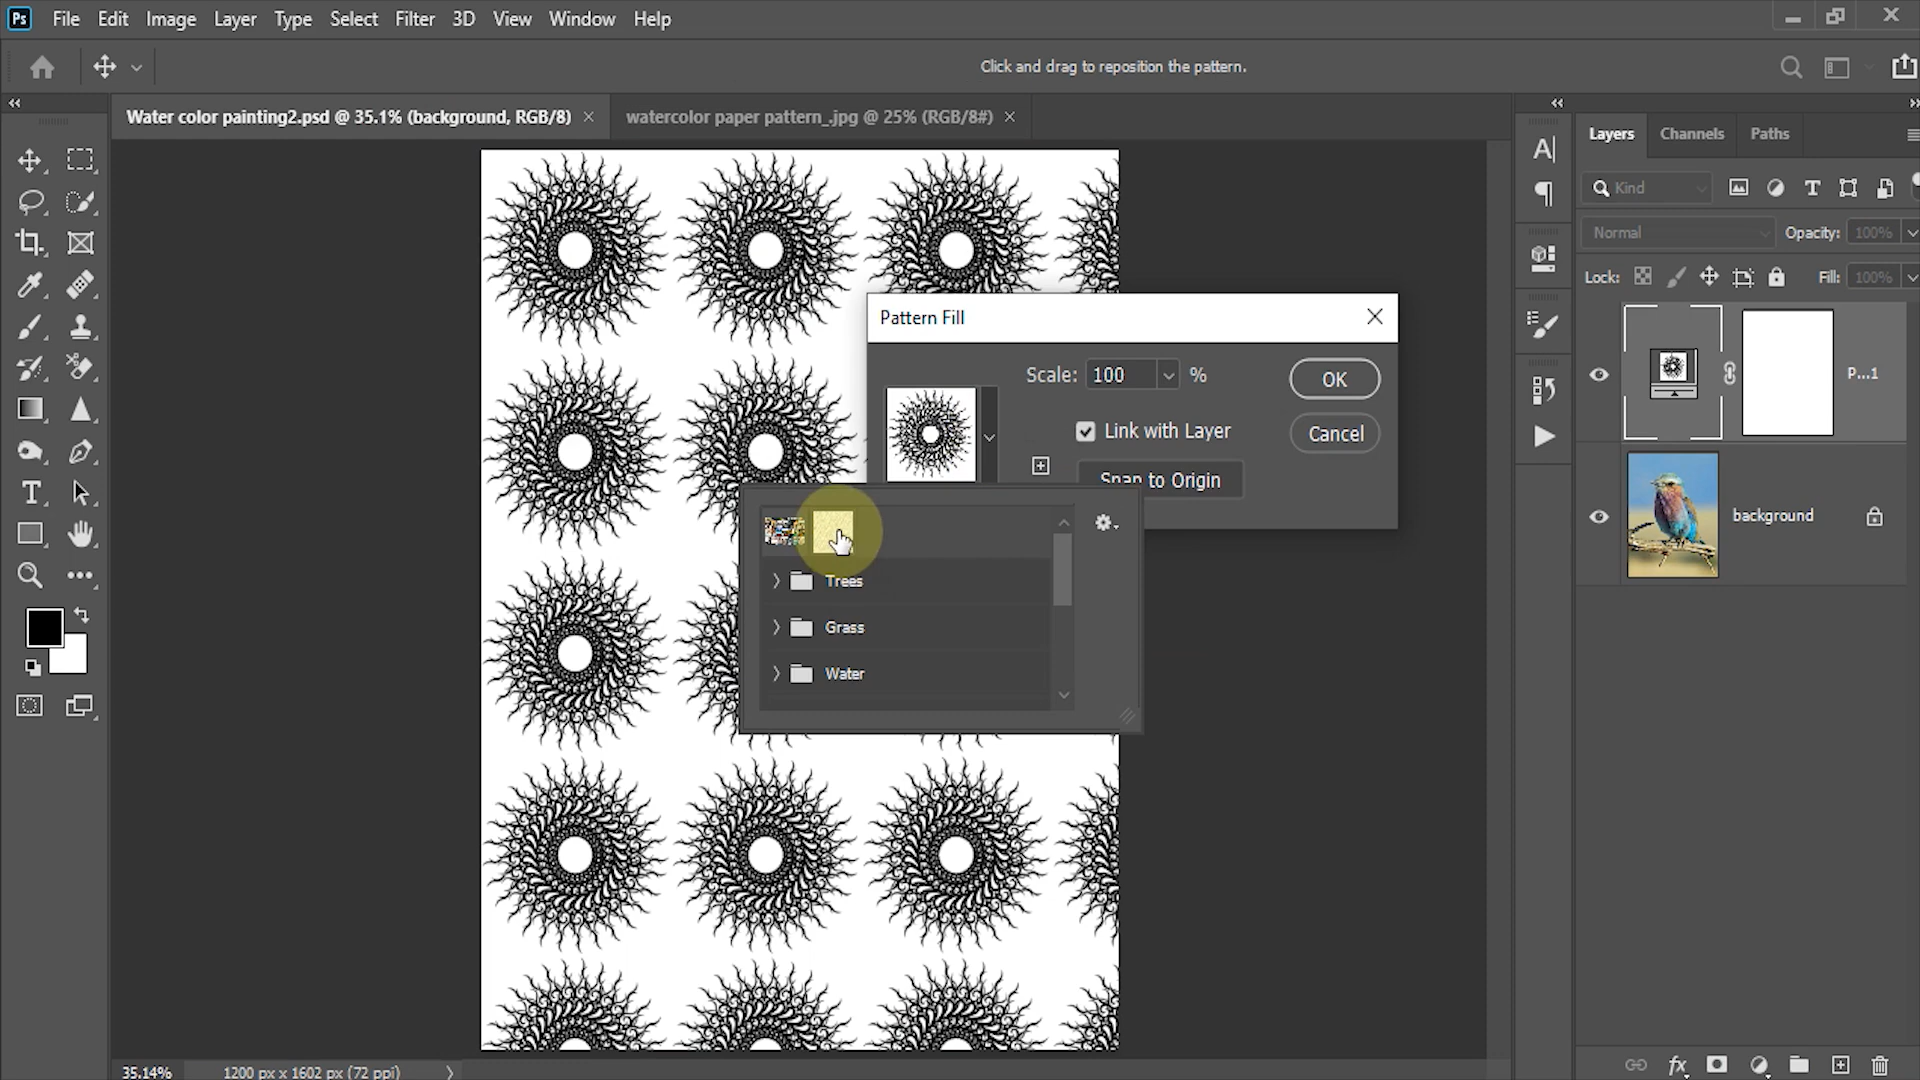 Ps File Edit Image Layer Type Select Filter 3D View Window Help
Click and drag to reposition the pattern.
Water color painting2.psd @ 35.1% (background, RGB/8) × watercolor paper pattern_.jpg @ 25% (RGB/8#) ×
Layers Channels Paths
Kind
Normal Opacity: 100%
Lock: Fill: 100%
P...1
background
Pattern Fill
Scale: 100 %
OK
Link with Layer
Cancel
Snap to Origin
Trees
Grass
Water
35.14% 1200 px x 1602 px (72 ppi)